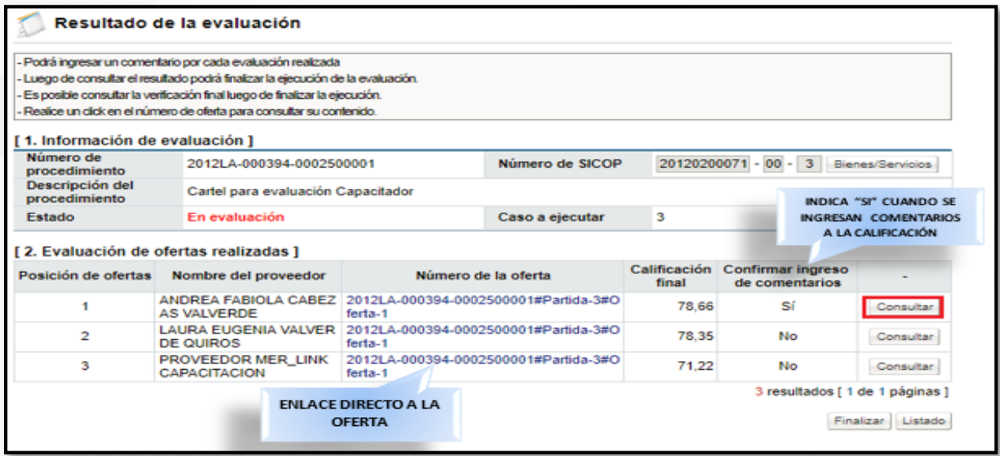 Resultado de la evaluación
- Podrá ingresar un comentario por cada evaluación realizada
- Luego de consultar el resultado podrá finalizar la ejecución de la evaluación.
- Es posible consultar la verificación final luego de finalizar la ejecución.
- Realice un click en el número de oferta para consultar su contenido.
[ 1. Información de evaluación ]
Número de
procedimiento
2012LA-000394-0002500001
Número de SICOP
20120200071 - 00 - 3 Bienes/Servicios
Descripción del
procedimiento
Cartel para evaluación Capacitador
Estado
En evaluación
Caso a ejecutar
3
INDICA “SI” CUANDO SE
INGRESAN COMENTARIOS
A LA CALIFICACIÓN
[ 2. Evaluación de ofertas realizadas ]
Posición de ofertas
Nombre del proveedor
Número de la oferta
Calificación
final
Confirmar ingreso
de comentarios
-
1
ANDREA FABIOLA CABEZ
AS VALVERDE
2012LA-000394-0002500001#Partida-3#O
ferta-1
78,66
Sí
Consultar
2
LAURA EUGENIA VALVER
DE QUIROS
2012LA-000394-0002500001#Partida-3#O
ferta-1
78,35
No
Consultar
3
PROVEEDOR MER_LINK
CAPACITACION
2012LA-000394-0002500001#Partida-3#O
ferta-1
71,22
No
Consultar
3 resultados [ 1 de 1 páginas ]
ENLACE DIRECTO A LA
OFERTA
Finalizar
Listado